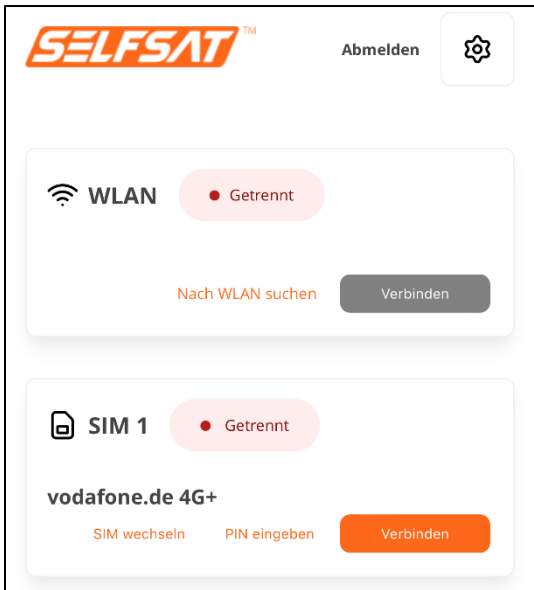 SELFSAT™
Abmelden
WLAN
Getrennt
Nach WLAN suchen
Verbinden
SIM 1
Getrennt
vodafone.de 4G+
SIM wechseln
PIN eingeben
Verbinden